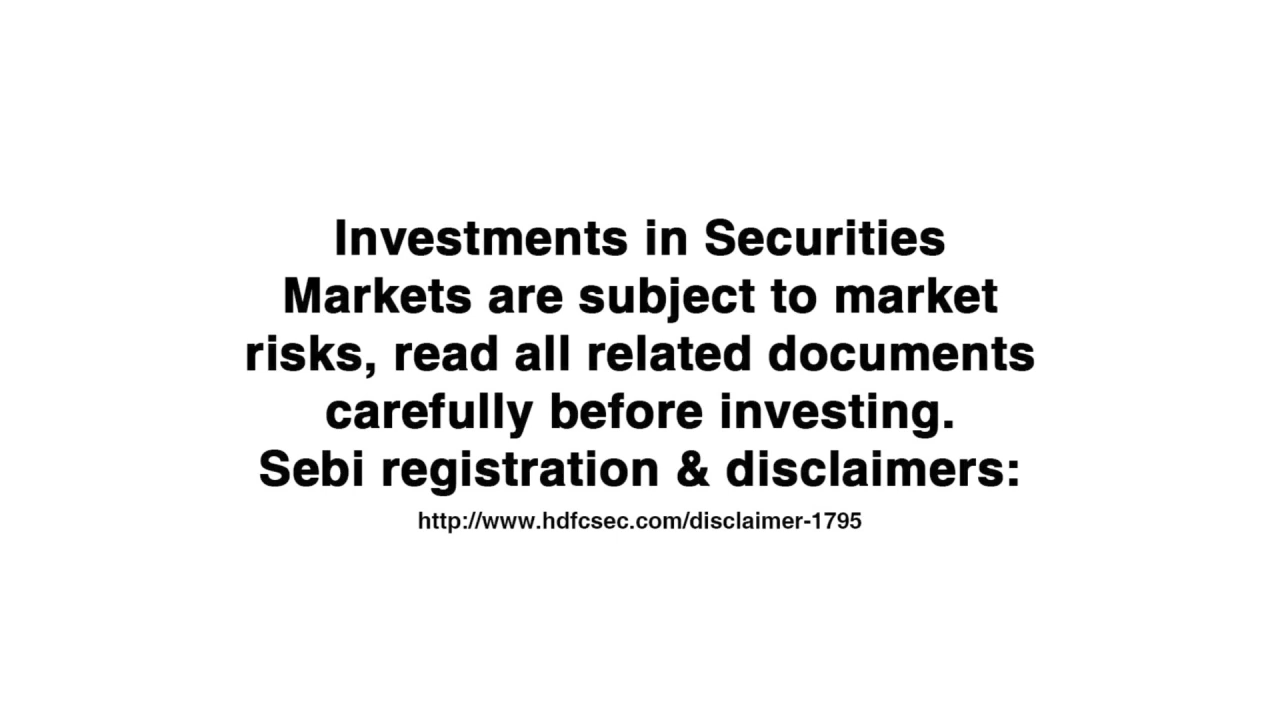 Investments in Securities
Markets are subject to market
risks, read all related documents
carefully before investing.
Sebi registration & disclaimers:
http://www.hdfcsec.com/disclaimer-1795